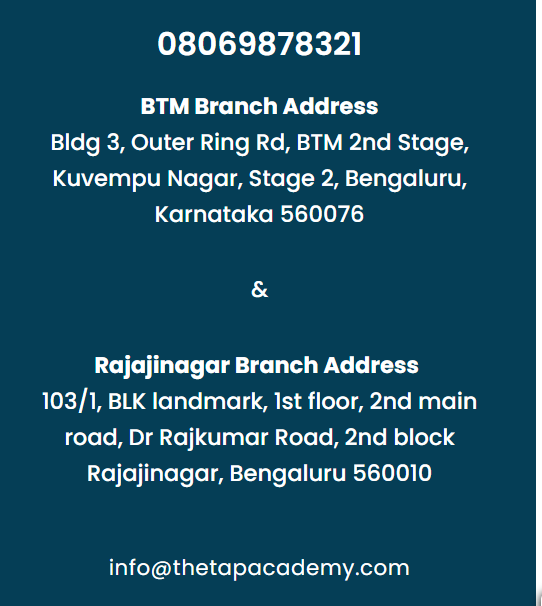 08069878321
BTM Branch Address
Bldg 3, Outer Ring Rd, BTM 2nd Stage,
Kuvempu Nagar, Stage 2, Bengaluru,
Karnataka 560076
&
Rajajinagar Branch Address
103/1, BLK landmark, 1st floor, 2nd main
road, Dr Rajkumar Road, 2nd block
Rajajinagar, Bengaluru 560010
info@thetapacademy.com